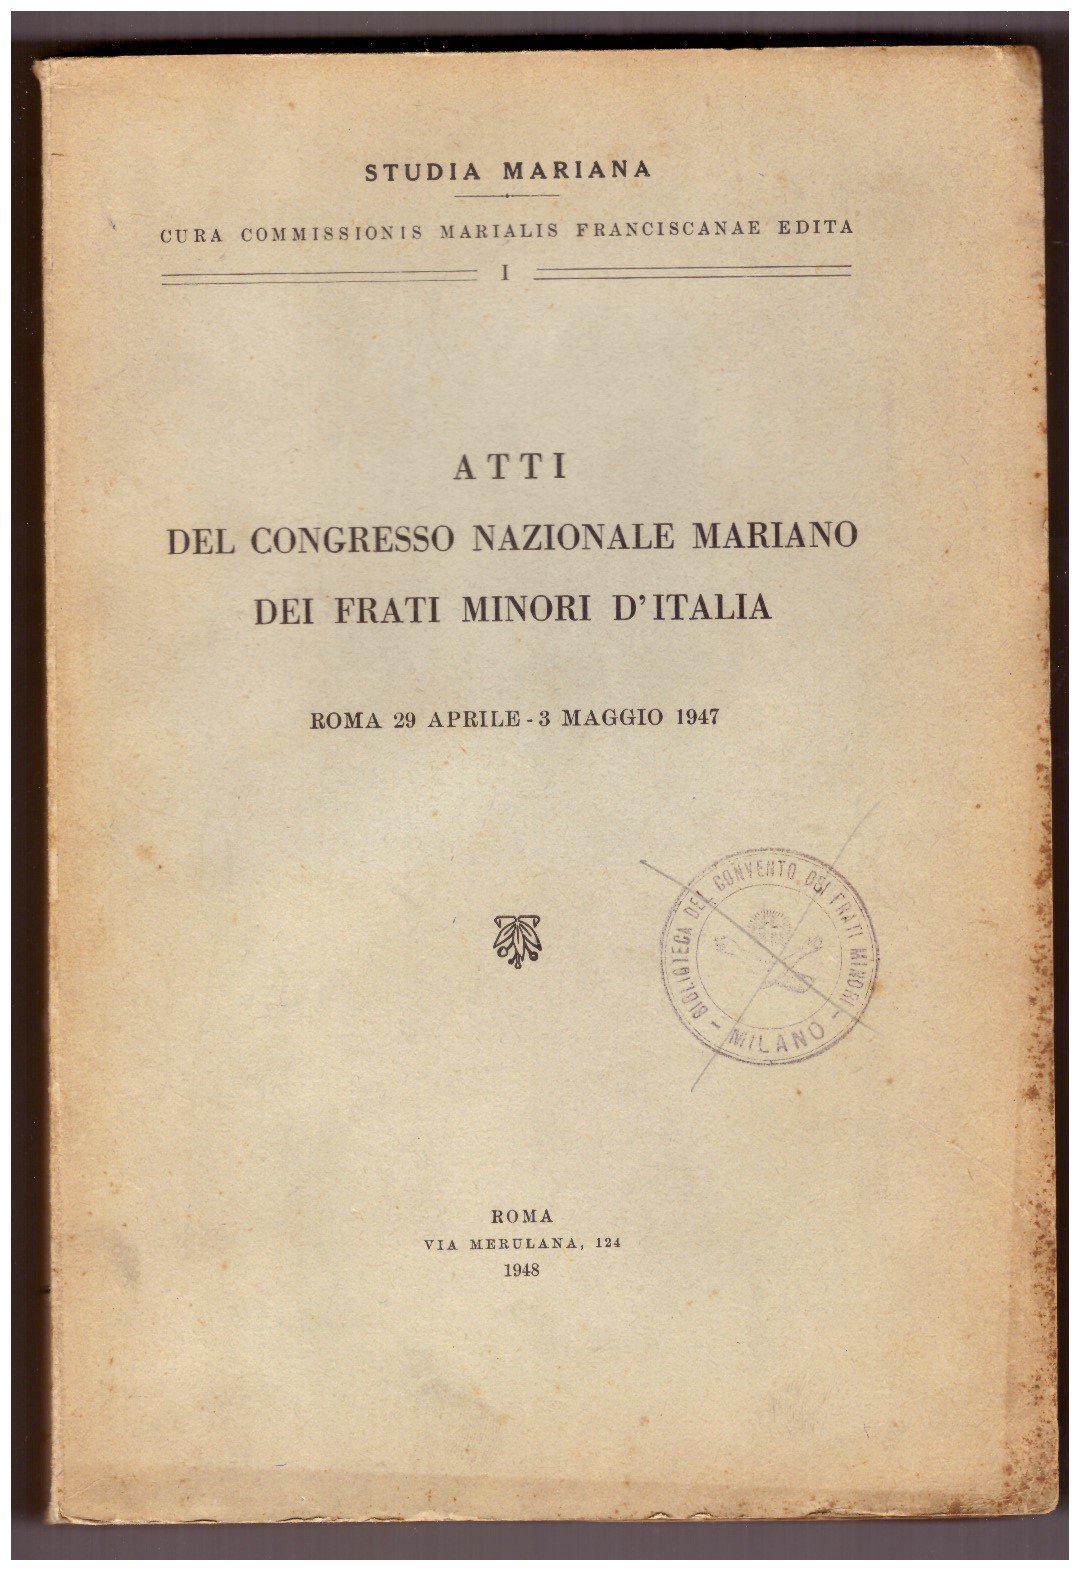 STUDIA MARIANA
CURA COMMISSIONIS MARIALIS FRANCISCANAE EDITA
I
ATTI
DEL CONGRESSO NAZIONALE MARIANO
DEI FRATI MINORI D'ITALIA
ROMA 29 APRILE - 3 MAGGIO 1947
BIBLIOTECA DEL CONVENTO DEI FRATI MINORI
- MILANO -
ROMA
VIA MERULANA, 124
1948